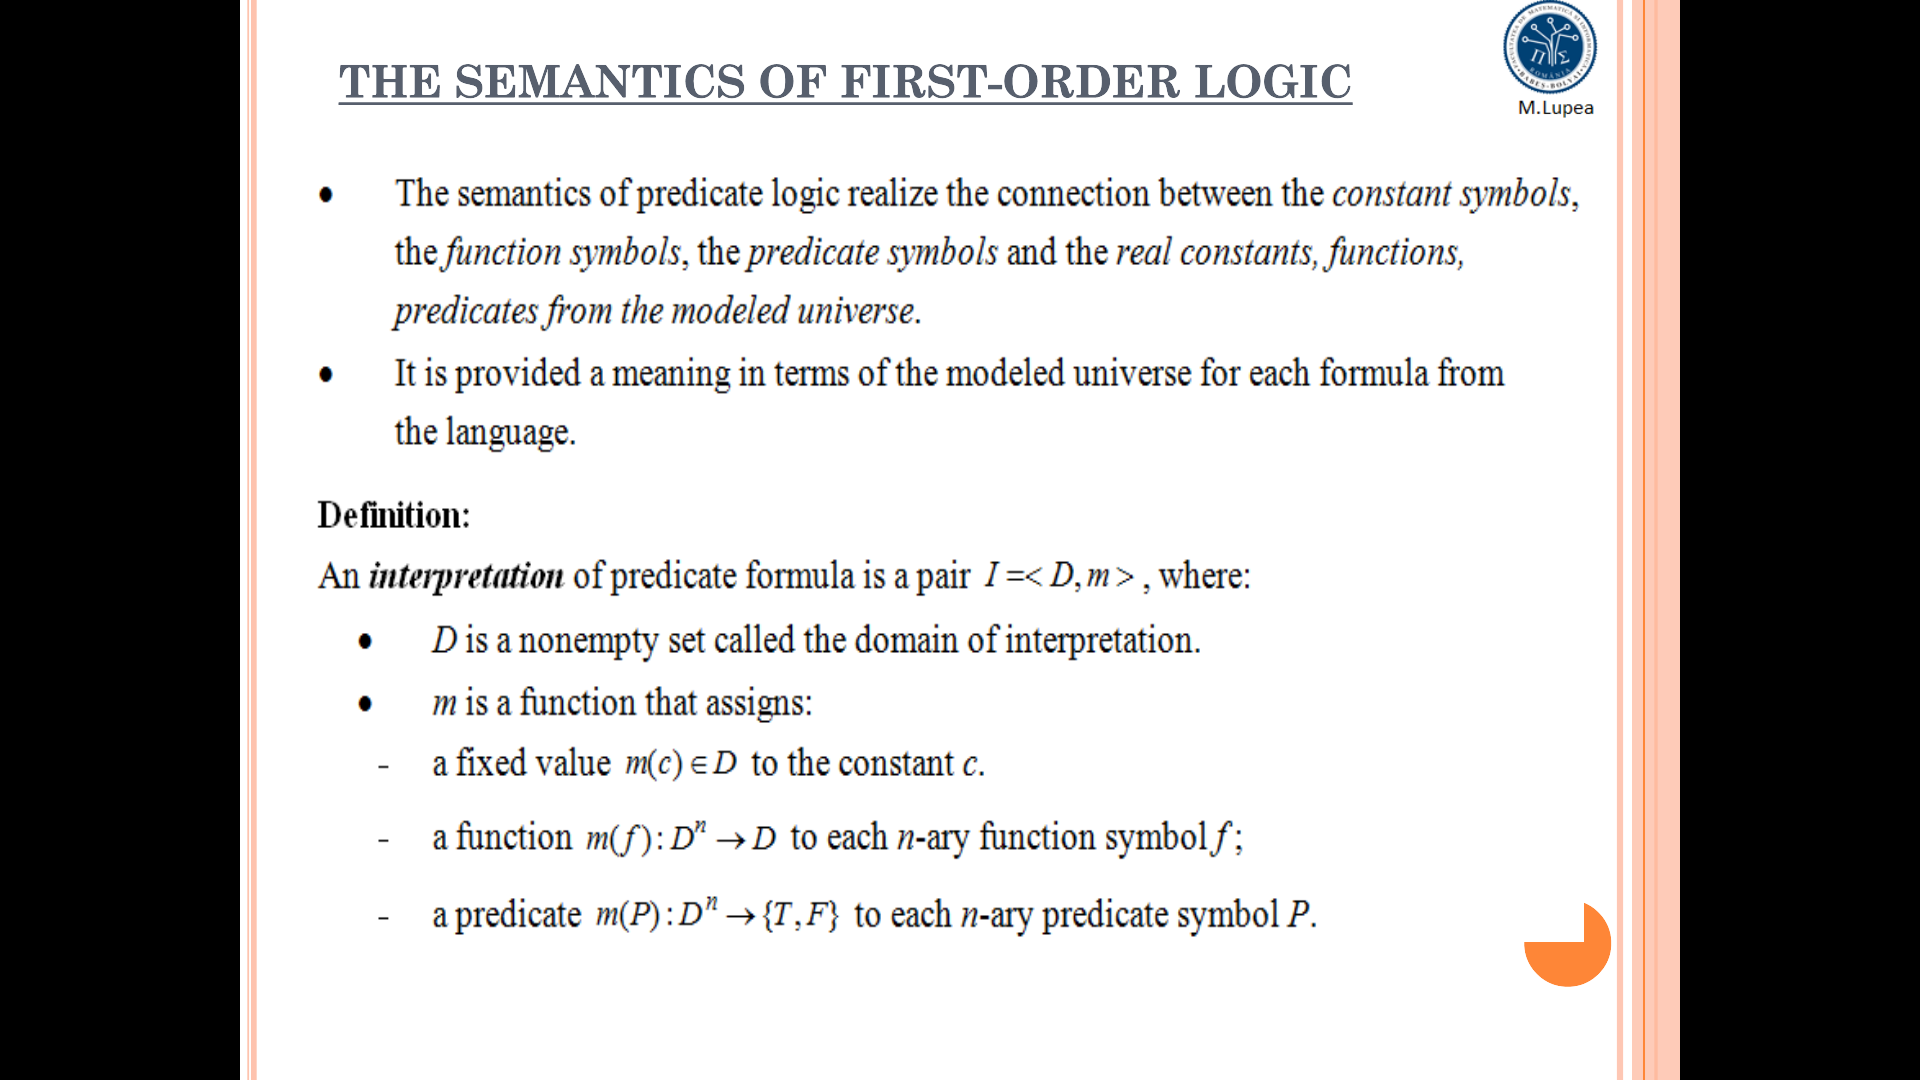 THE SEMANTICS OF FIRST-ORDER LOGIC
M.Lupea
• The semantics of predicate logic realize the connection between the constant symbols,
the function symbols, the predicate symbols and the real constants, functions,
predicates from the modeled universe.
• It is provided a meaning in terms of the modeled universe for each formula from
the language.
Definition:
An interpretation of predicate formula is a pair I =< D, m > , where:
• D is a nonempty set called the domain of interpretation.
• m is a function that assigns:
- a fixed value m(c) ∈ D to the constant c.
- a function m(f) : Dⁿ → D to each n-ary function symbol f ;
- a predicate m(P) : Dⁿ → {T, F} to each n-ary predicate symbol P.